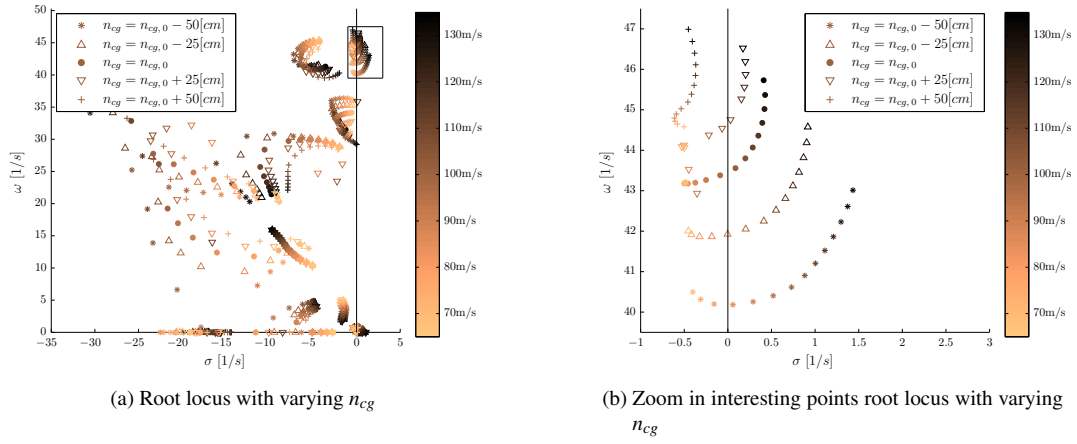 n_cg = n_cg, 0 − 50[cm]
n_cg = n_cg, 0 − 25[cm]
n_cg = n_cg, 0
n_cg = n_cg, 0 + 25[cm]
n_cg = n_cg, 0 + 50[cm]
50
45
40
35
30
25
20
15
10
5
0
ω [1/s]
−35 −30 −25 −20 −15 −10 −5 0 5
σ [1/s]
130m/s
120m/s
110m/s
100m/s
90m/s
80m/s
70m/s
(a) Root locus with varying n_cg
n_cg = n_cg, 0 − 50[cm]
n_cg = n_cg, 0 − 25[cm]
n_cg = n_cg, 0
n_cg = n_cg, 0 + 25[cm]
n_cg = n_cg, 0 + 50[cm]
47
46
45
44
43
42
41
40
ω [1/s]
−1 −0.5 0 0.5 1 1.5 2 2.5 3
σ [1/s]
130m/s
120m/s
110m/s
100m/s
90m/s
80m/s
70m/s
(b) Zoom in interesting points root locus with varying
n_cg